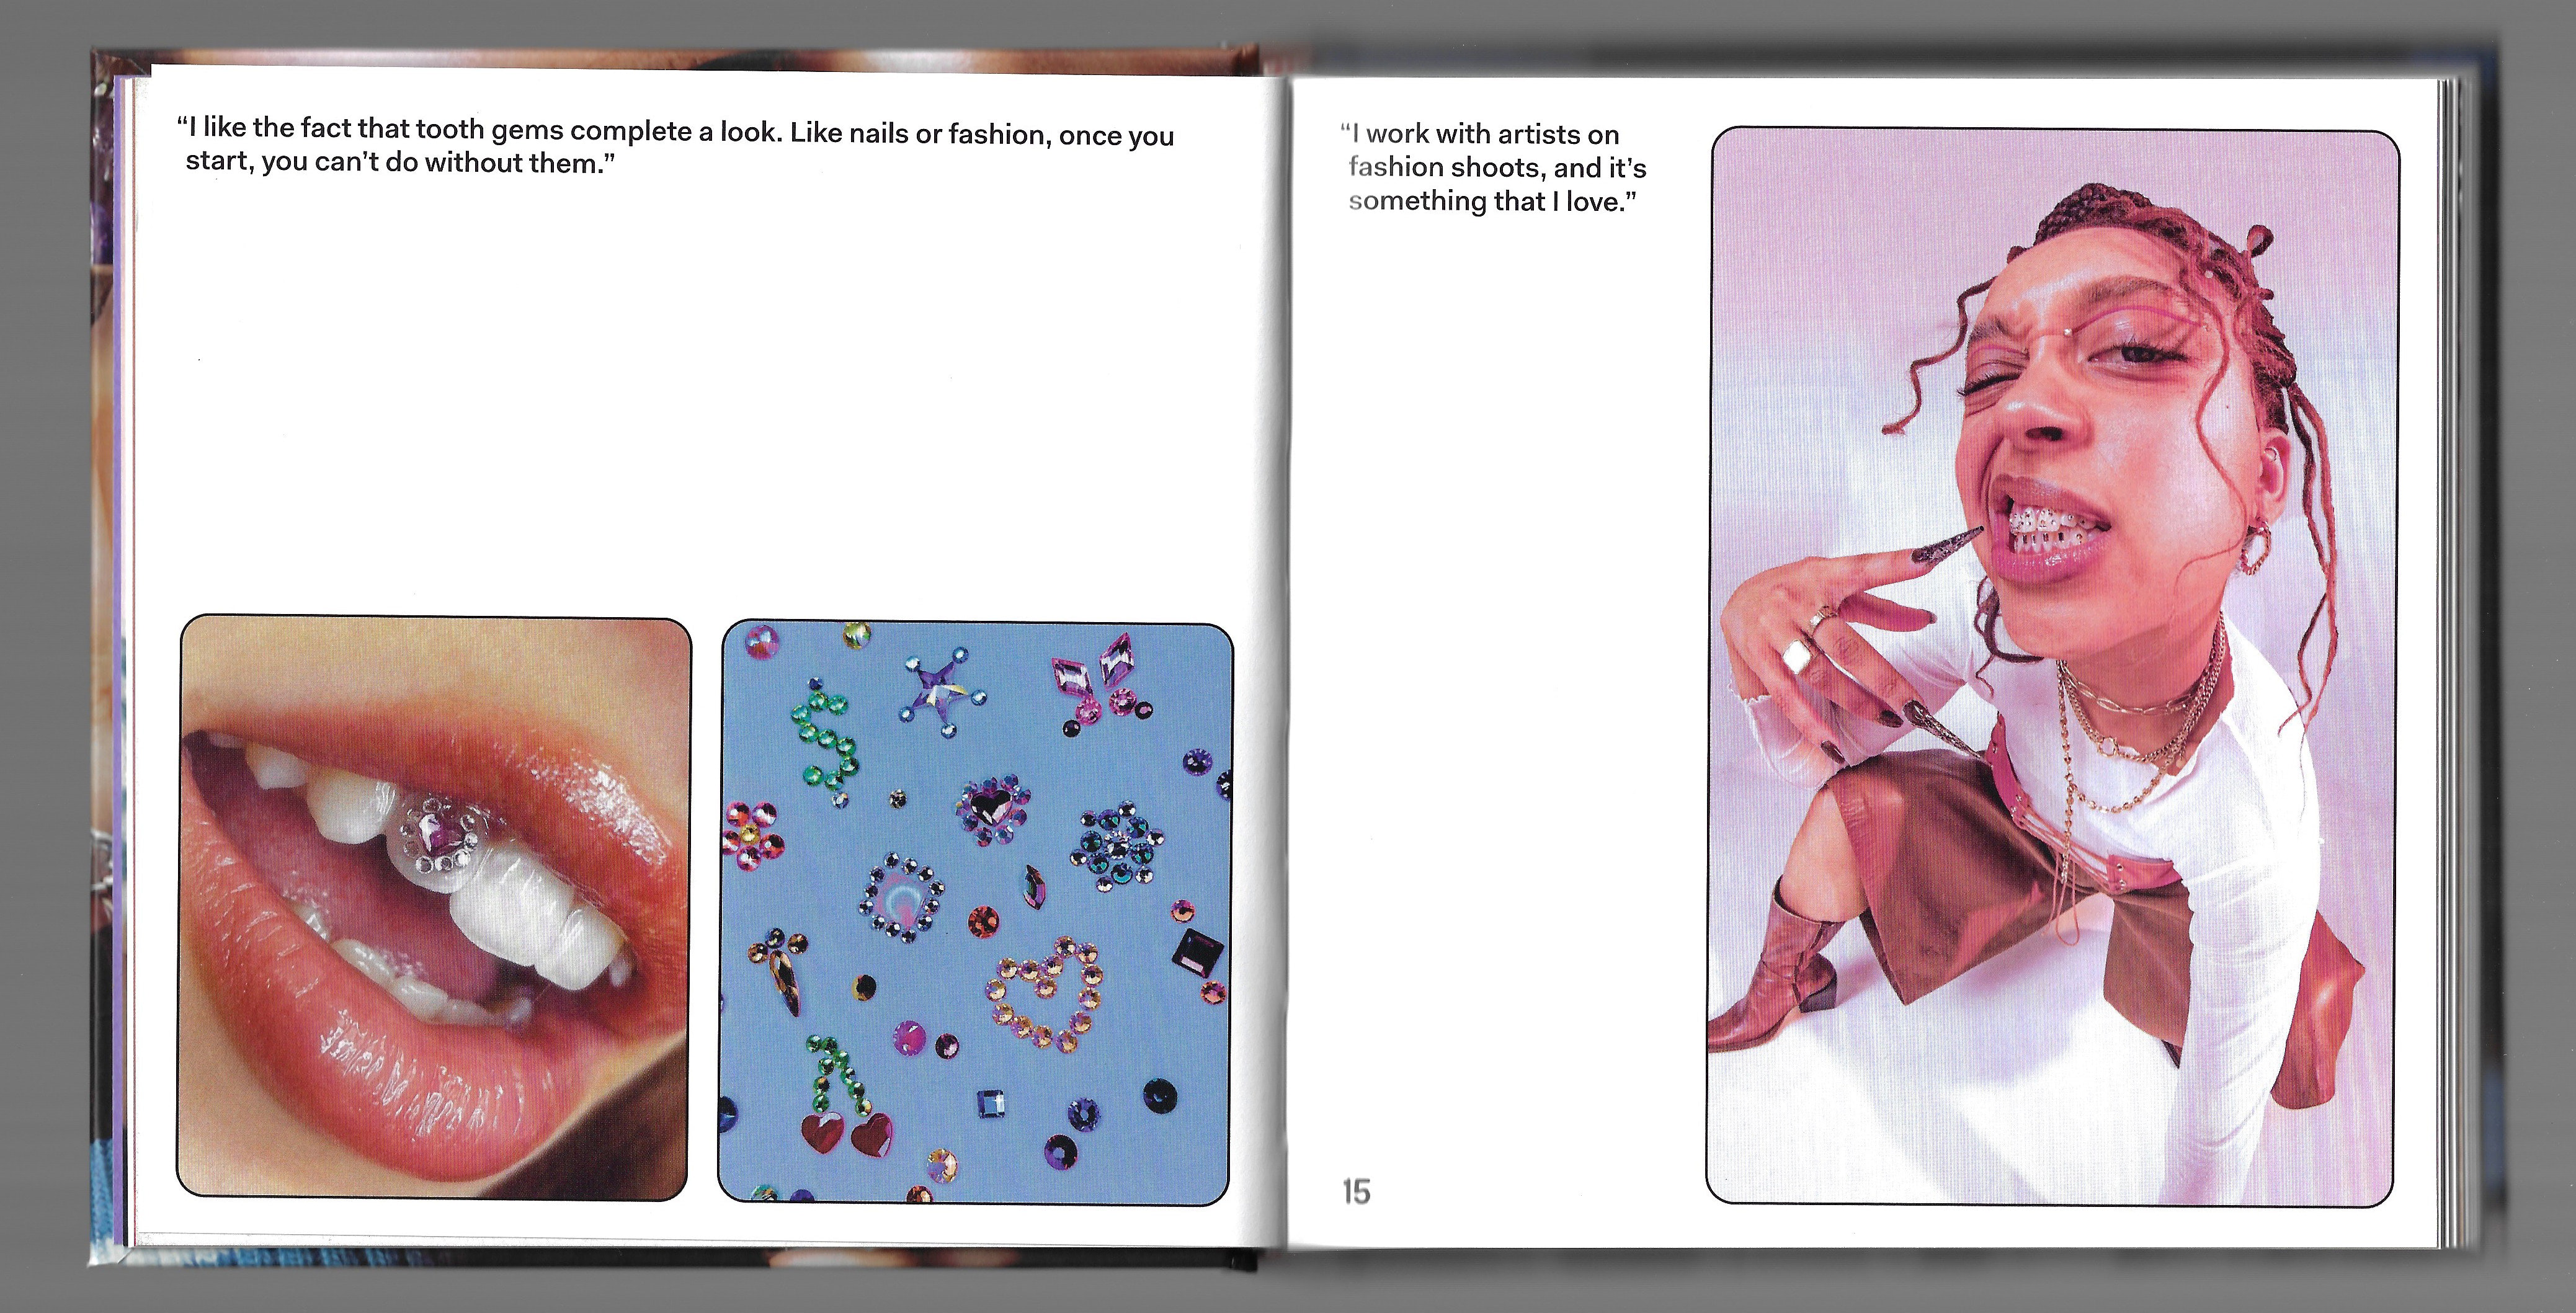 “I like the fact that tooth gems complete a look. Like nails or fashion, once you
start, you can’t do without them.”
“I work with artists on
fashion shoots, and it’s
something that I love.”
15